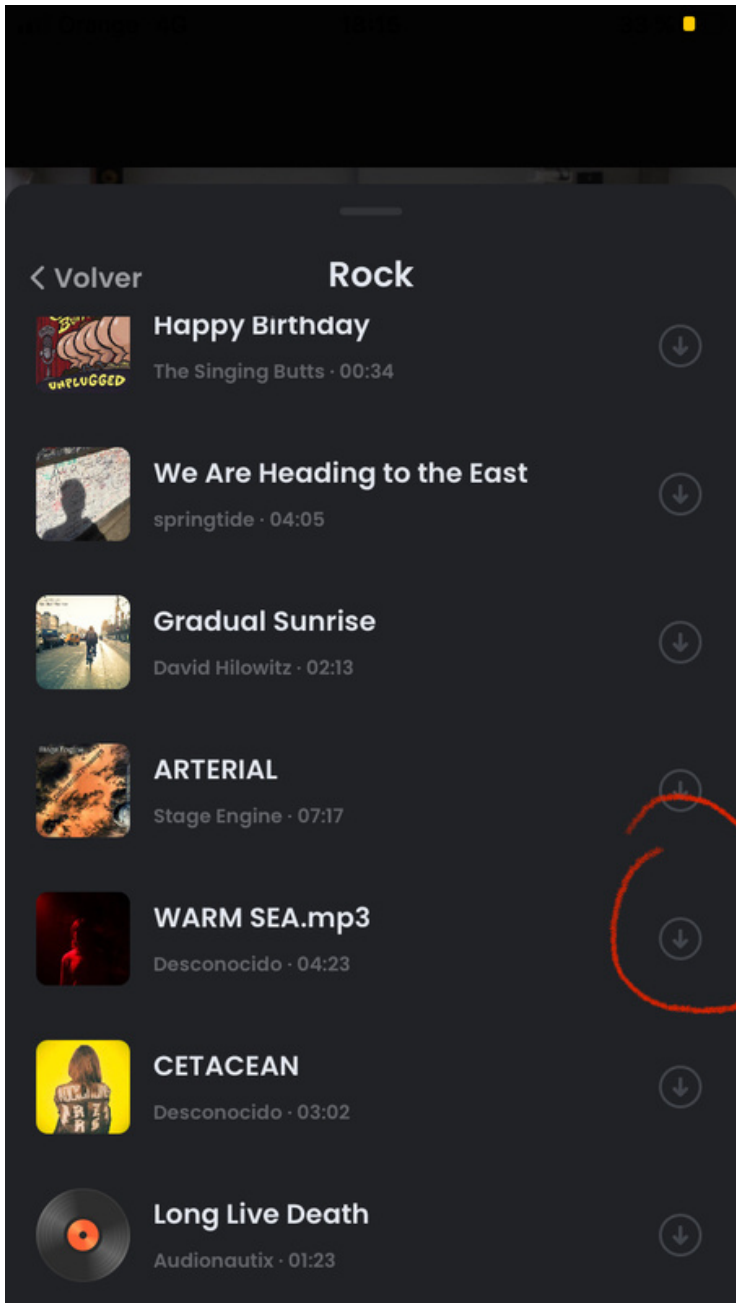 Volver
Rock
Happy Birthday
The Singing Butts · 00:34
UNPLUGGED
We Are Heading to the East
springtide · 04:05
Gradual Sunrise
David Hilowitz · 02:13
ARTERIAL
Stage Engine · 07:17
WARM SEA.mp3
Desconocido · 04:23
CETACEAN
Desconocido · 03:02
Long Live Death
Audionautix · 01:23